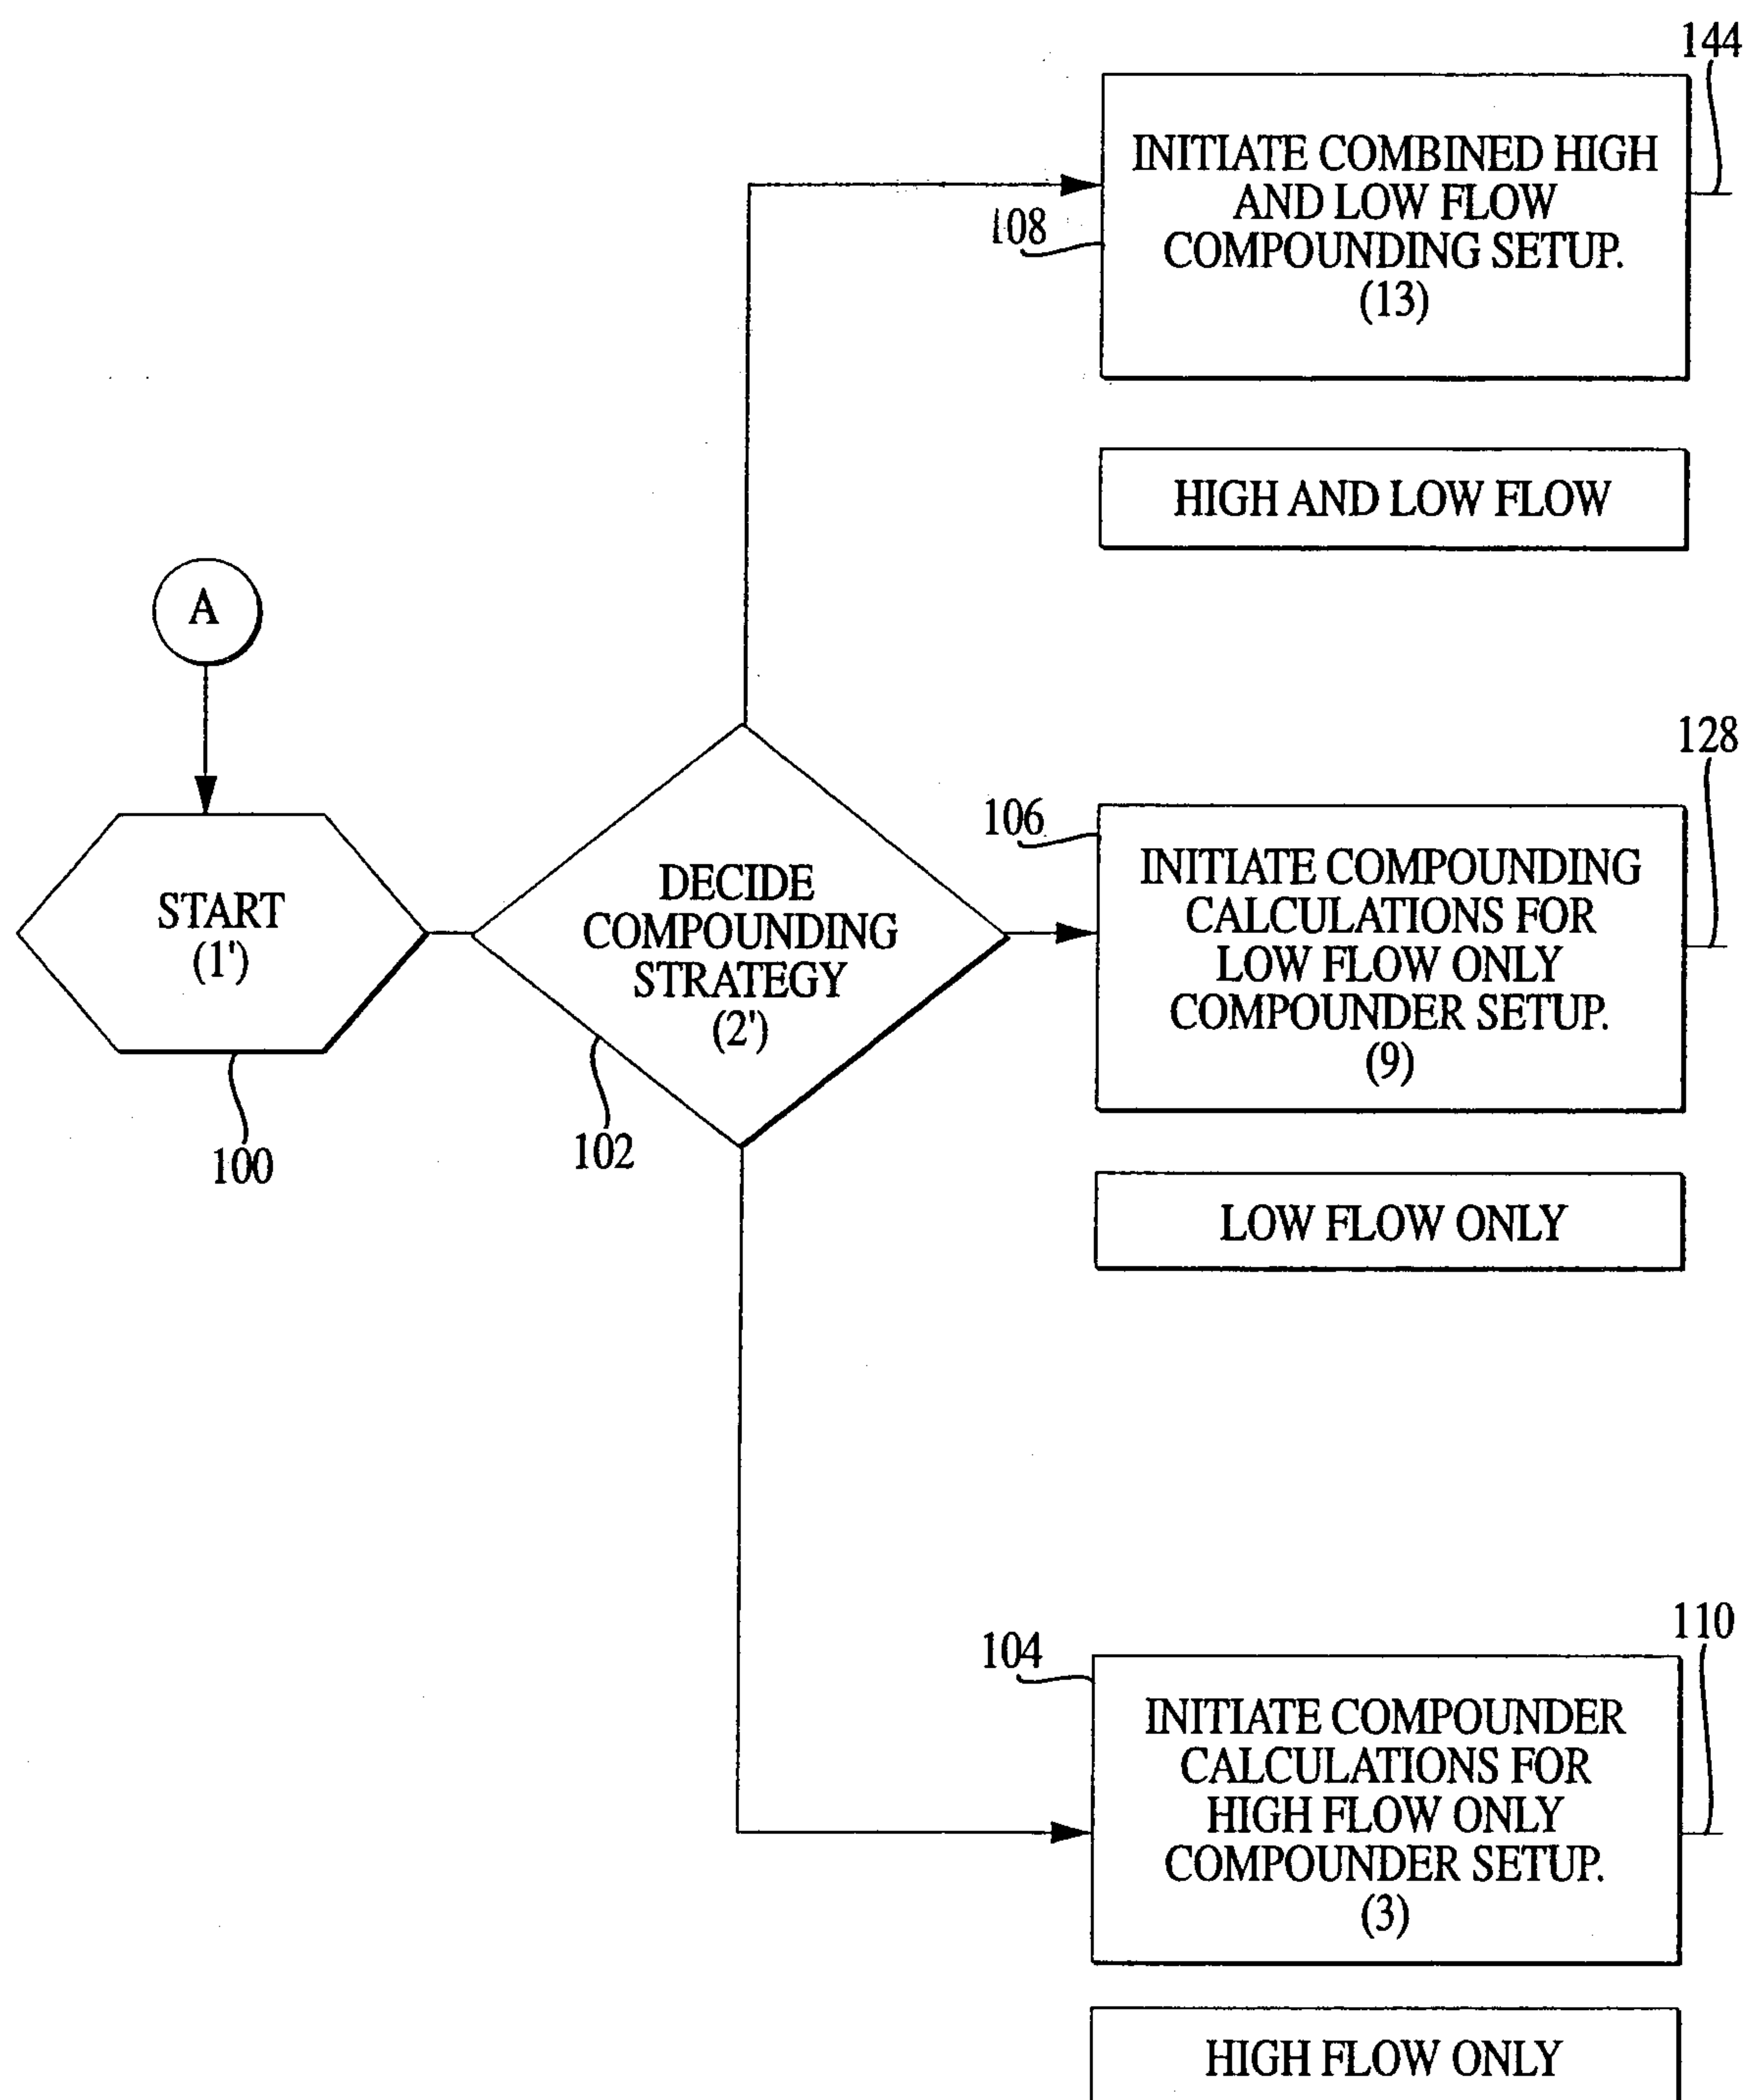 144
INITIATE COMBINED HIGH
AND LOW FLOW
COMPOUNDING SETUP.
(13)
108
HIGH AND LOW FLOW
A
START
(1')
100
DECIDE
COMPOUNDING
STRATEGY
(2')
102
128
106
INITIATE COMPOUNDING
CALCULATIONS FOR
LOW FLOW ONLY
COMPOUNDER SETUP.
(9)
LOW FLOW ONLY
110
104
INITIATE COMPOUNDER
CALCULATIONS FOR
HIGH FLOW ONLY
COMPOUNDER SETUP.
(3)
HIGH FLOW ONLY